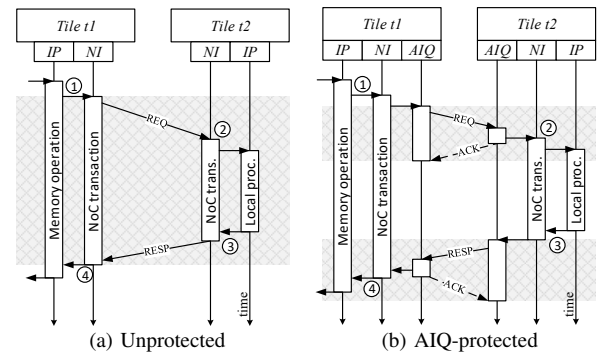 Tile t1
Tile t2
IP
NI
NI
IP
①
Memory operation
NoC transaction
REQ
②
NoC trans.
Local proc.
③
RESP
④
time
(a) Unprotected
Tile t1
Tile t2
IP
NI
AIQ
AIQ
NI
IP
①
Memory operation
NoC transaction
REQ
②
ACK
NoC trans.
Local proc.
③
RESP
④
ACK
time
(b) AIQ-protected